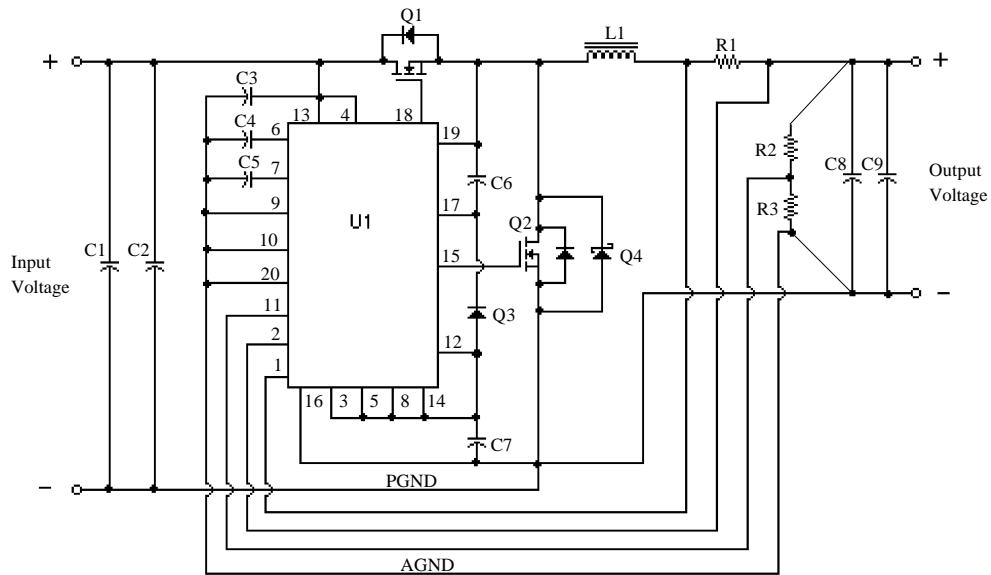 Q1
L1
R1
+
+
C3
13
4
18
C4
6
19
R2
C5
7
C6
C8
C9
Output
Voltage
9
17
U1
Q2
R3
10
15
Q4
C1
C2
Input
Voltage
20
11
Q3
−
2
12
1
16
3
5
8
14
C7
−
PGND
AGND